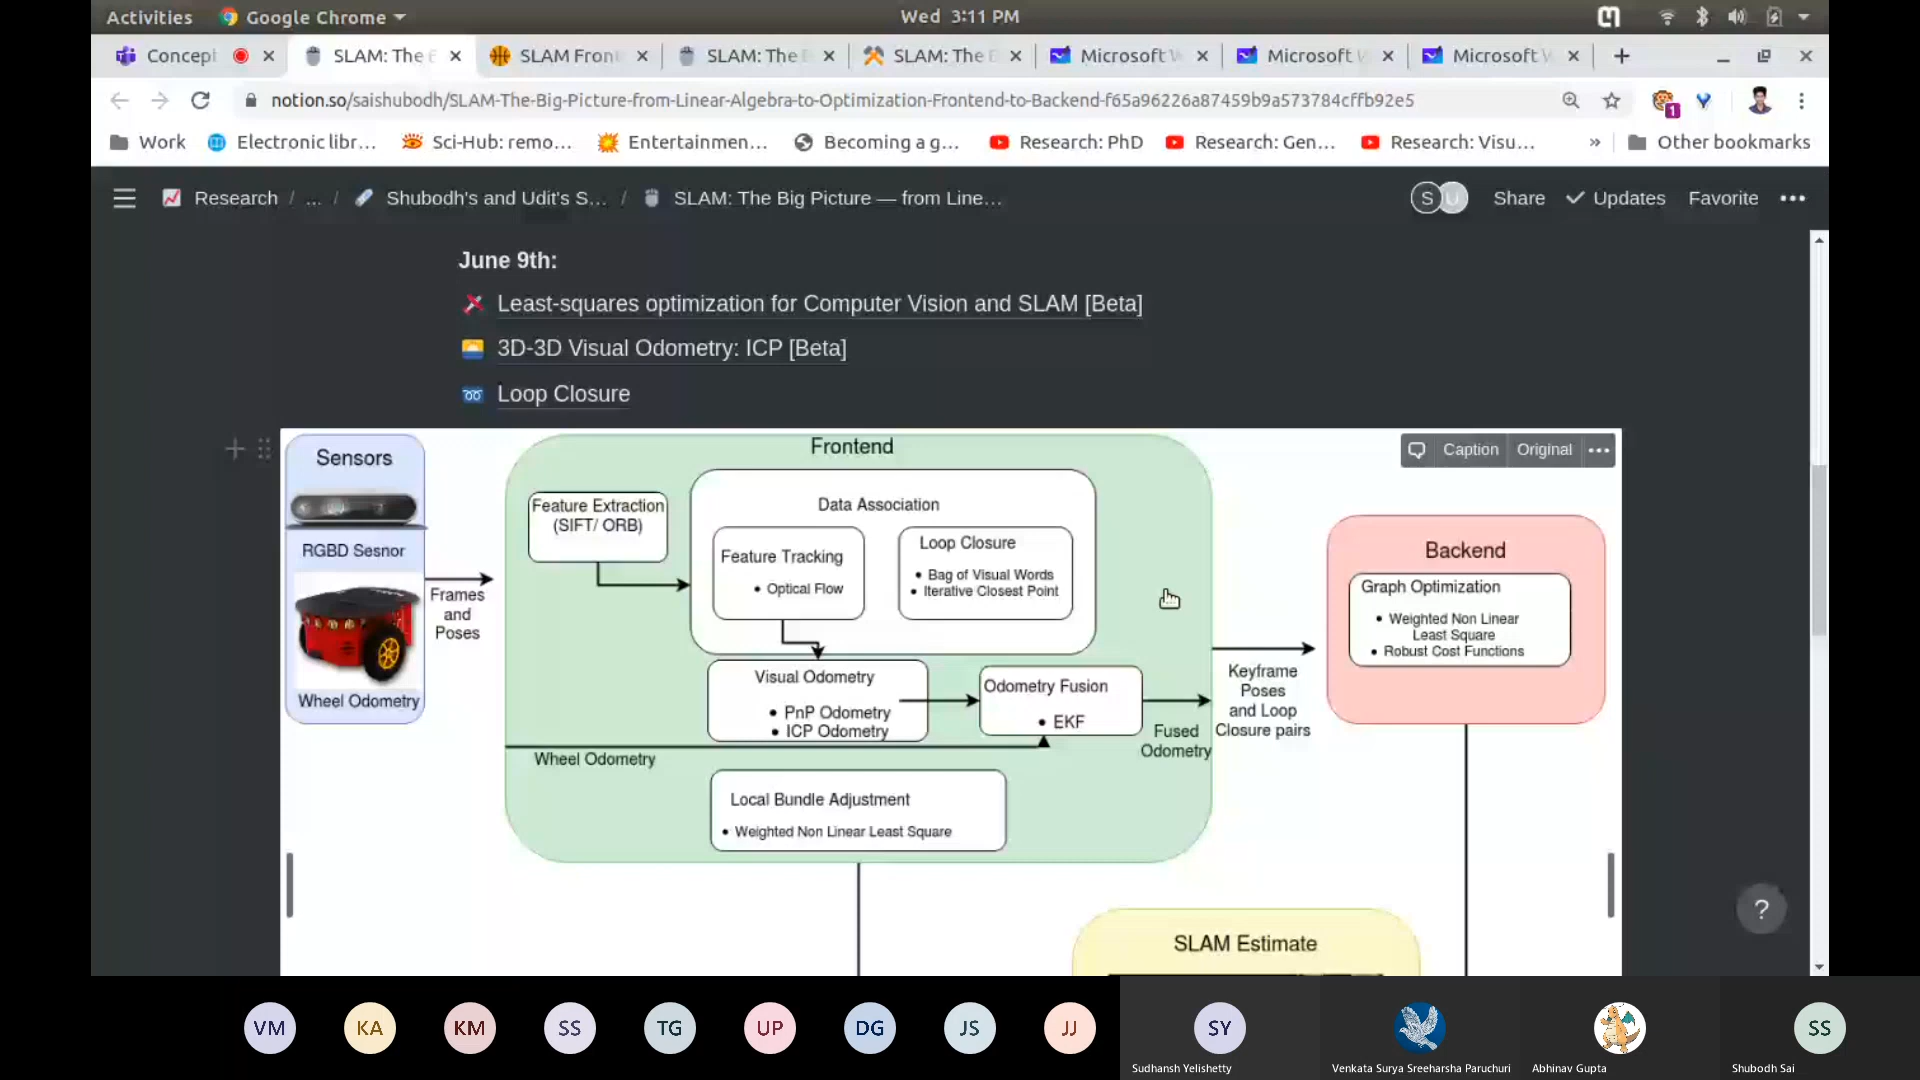 Activities
Google Chrome
Wed 3:11 PM
Concept
SLAM: The B
SLAM Front
SLAM: The B
SLAM: The B
Microsoft W
Microsoft W
Microsoft W
notion.so/saishubodh/SLAM-The-Big-Picture-from-Linear-Algebra-to-Optimization-Frontend-to-Backend-f65a96226a87459b9a573784cffb92e5
1
Work
Electronic libr...
Sci-Hub: remo...
Entertainmen...
Becoming a g...
Research: PhD
Research: Gen...
Research: Visu...
»
Other bookmarks
Research / ... / Shubodh's and Udit's S... / SLAM: The Big Picture — from Line...
S
U
Share
Updates
Favorite
June 9th:
Least-squares optimization for Computer Vision and SLAM [Beta]
3D-3D Visual Odometry: ICP [Beta]
Loop Closure
Caption
Original
Sensors
RGBD Sesnor
Wheel Odometry
Frames
and
Poses
Frontend
Feature Extraction
(SIFT/ ORB)
Data Association
Feature Tracking
• Optical Flow
Loop Closure
• Bag of Visual Words
• Iterative Closest Point
Visual Odometry
• PnP Odometry
• ICP Odometry
Odometry Fusion
• EKF
Wheel Odometry
Fused
Odometry
Local Bundle Adjustment
• Weighted Non Linear Least Square
Keyframe
Poses
and Loop
Closure pairs
Backend
Graph Optimization
• Weighted Non Linear
Least Square
• Robust Cost Functions
SLAM Estimate
?
VM
KA
KM
SS
TG
UP
DG
JS
JJ
SY
SS
Sudhansh Yelishetty
Venkata Surya Sreeharsha Paruchuri
Abhinav Gupta
Shubodh Sai